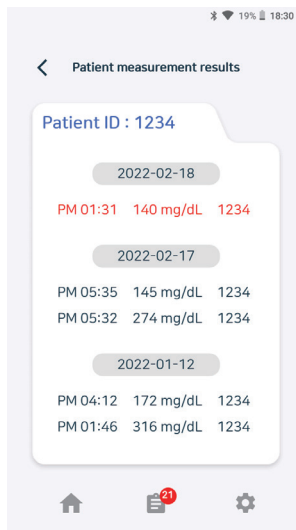 19% 18:30
Patient measurement results
Patient ID : 1234
2022-02-18
PM 01:31 140 mg/dL 1234
2022-02-17
PM 05:35 145 mg/dL 1234
PM 05:32 274 mg/dL 1234
2022-01-12
PM 04:12 172 mg/dL 1234
PM 01:46 316 mg/dL 1234
21